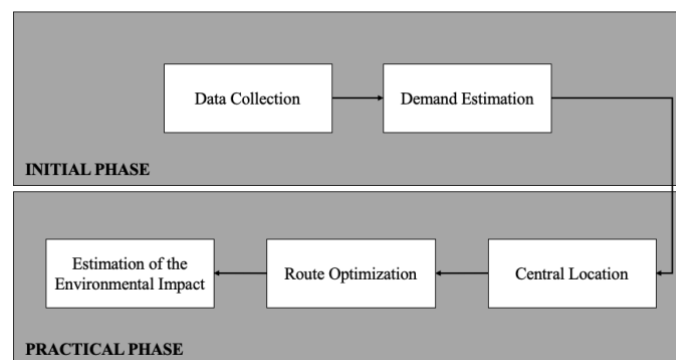 Data Collection
Demand Estimation
INITIAL PHASE
Estimation of the
Environmental Impact
Route Optimization
Central Location
PRACTICAL PHASE